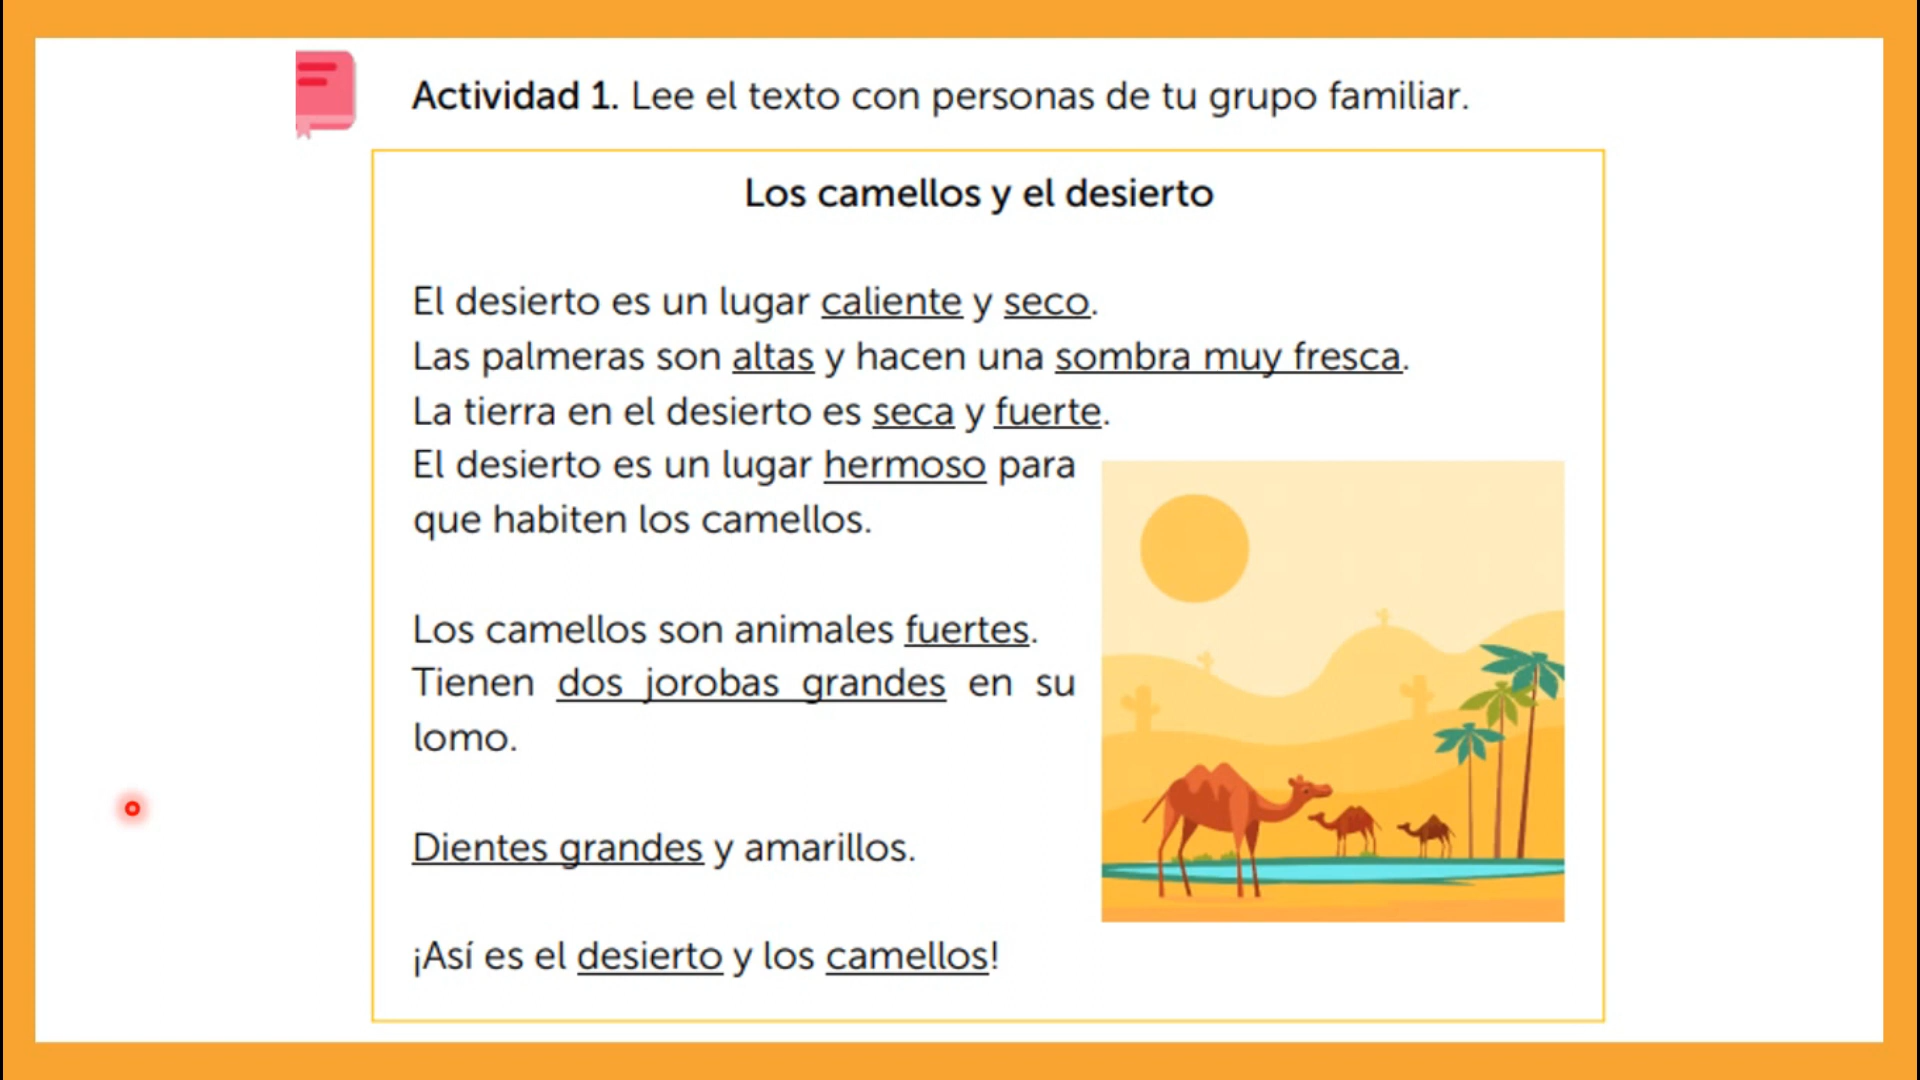 Actividad 1. Lee el texto con personas de tu grupo familiar.
Los camellos y el desierto
El desierto es un lugar caliente y seco.
Las palmeras son altas y hacen una sombra muy fresca.
La tierra en el desierto es seca y fuerte.
El desierto es un lugar hermoso para
que habiten los camellos.
Los camellos son animales fuertes.
Tienen dos jorobas grandes en su
lomo.
Dientes grandes y amarillos.
¡Así es el desierto y los camellos!